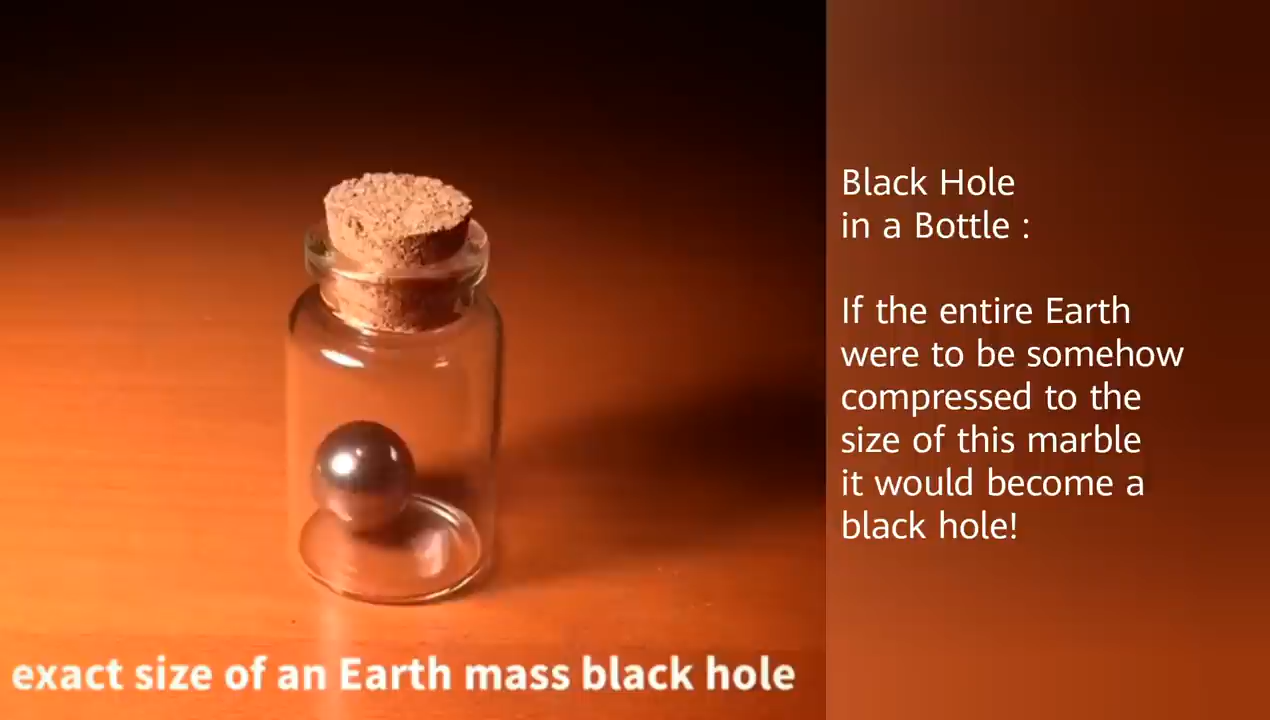 Black Hole
in a Bottle :
If the entire Earth
were to be somehow
compressed to the
size of this marble
it would become a
black hole!
exact size of an Earth mass black hole